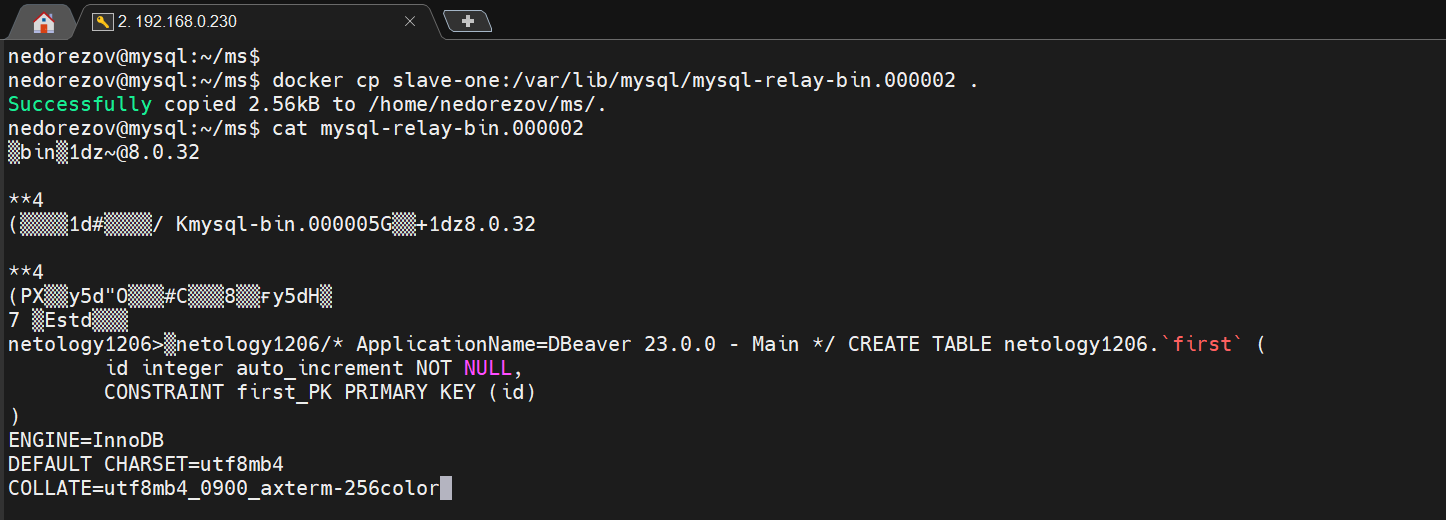 2. 192.168.0.230
nedorezov@mysql:~/ms$
nedorezov@mysql:~/ms$ docker cp slave-one:/var/lib/mysql/mysql-relay-bin.000002 .
Successfully copied 2.56kB to /home/nedorezov/ms/.
nedorezov@mysql:~/ms$ cat mysql-relay-bin.000002
▒bin▒1dz~@8.0.32
**4
(▒▒▒▒1d#▒▒▒▒/ Kmysql-bin.000005G▒▒+1dz8.0.32
**4
(PX▒▒y5d"O▒▒▒#C▒▒▒8▒▒ғy5dH▒
7 ▒Estd▒▒▒
netology1206>▒netology1206/* ApplicationName=DBeaver 23.0.0 - Main */ CREATE TABLE netology1206.`first` (
id integer auto_increment NOT NULL,
CONSTRAINT first_PK PRIMARY KEY (id)
)
ENGINE=InnoDB
DEFAULT CHARSET=utf8mb4
COLLATE=utf8mb4_0900_axterm-256color